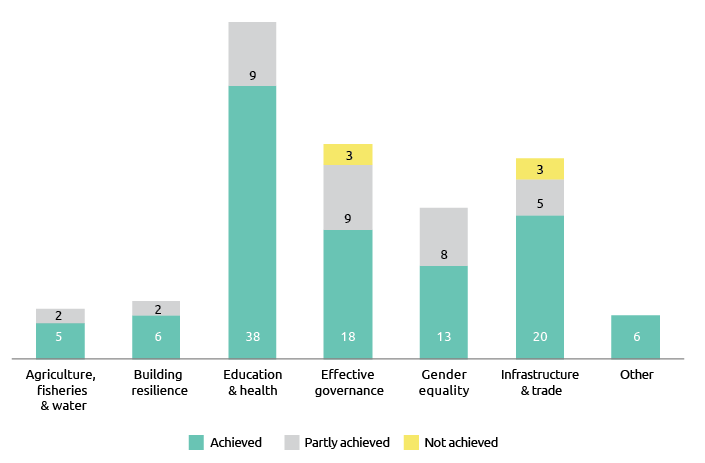 9
3
9
3
5
8
2
2
5
6
38
18
13
20
6
Agriculture,
fisheries
& water
Building
resilience
Education
& health
Effective
governance
Gender
equality
Infrastructure
& trade
Other
Achieved
Partly achieved
Not achieved